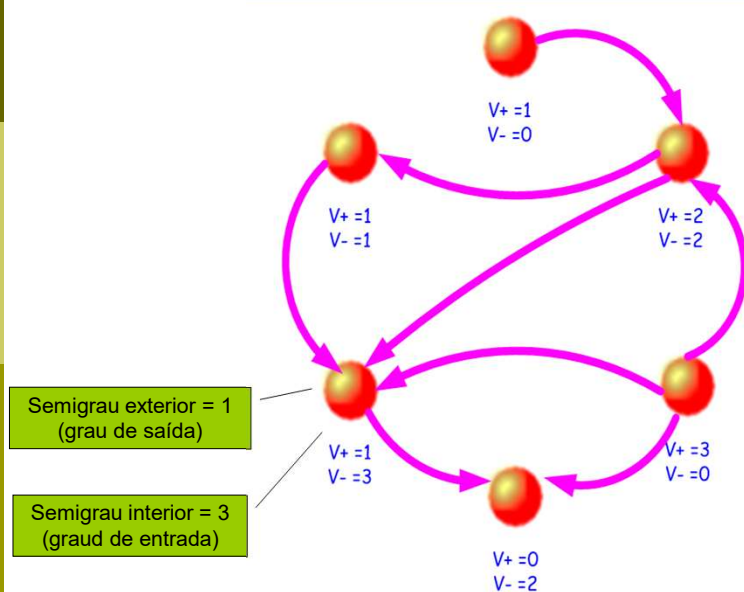 V+ =1
V- =0
V+ =1
V- =1
V+ =2
V- =2
Semigrau exterior = 1
(grau de saída)
V+ =1
V- =3
V+ =3
V- =0
Semigrau interior = 3
(graud de entrada)
V+ =0
V- =2